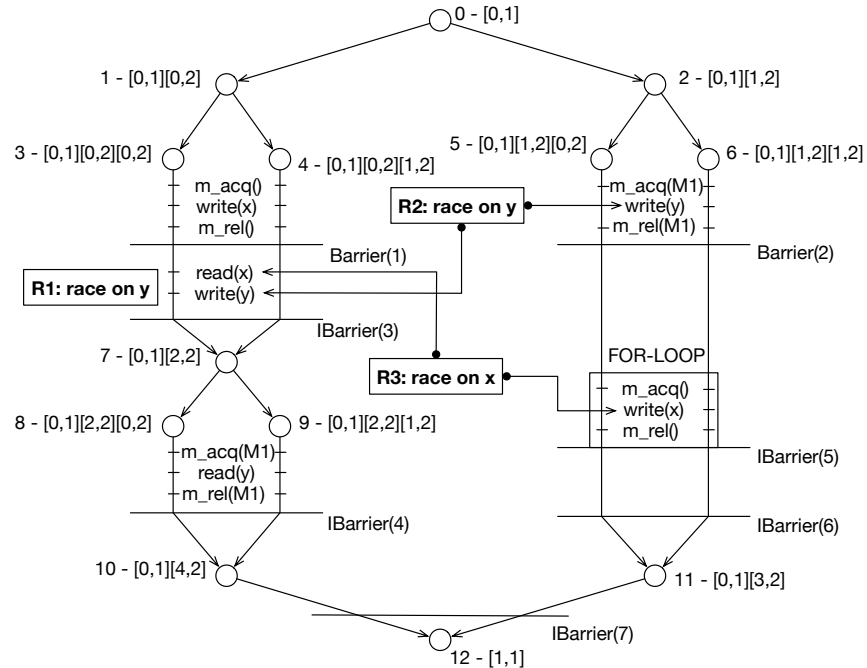 0 - [0,1]
1 - [0,1][0,2]
2 - [0,1][1,2]
3 - [0,1][0,2][0,2]
4 - [0,1][0,2][1,2]
5 - [0,1][1,2][0,2]
6 - [0,1][1,2][1,2]
m_acq()
write(x)
m_rel()
R2: race on y
m_acq(M1)
write(y)
m_rel(M1)
Barrier(1)
Barrier(2)
R1: race on y
read(x)
write(y)
IBarrier(3)
7 - [0,1][2,2]
R3: race on x
FOR-LOOP
m_acq()
write(x)
m_rel()
8 - [0,1][2,2][0,2]
9 - [0,1][2,2][1,2]
m_acq(M1)
read(y)
m_rel(M1)
IBarrier(5)
IBarrier(4)
IBarrier(6)
10 - [0,1][4,2]
11 - [0,1][3,2]
IBarrier(7)
12 - [1,1]